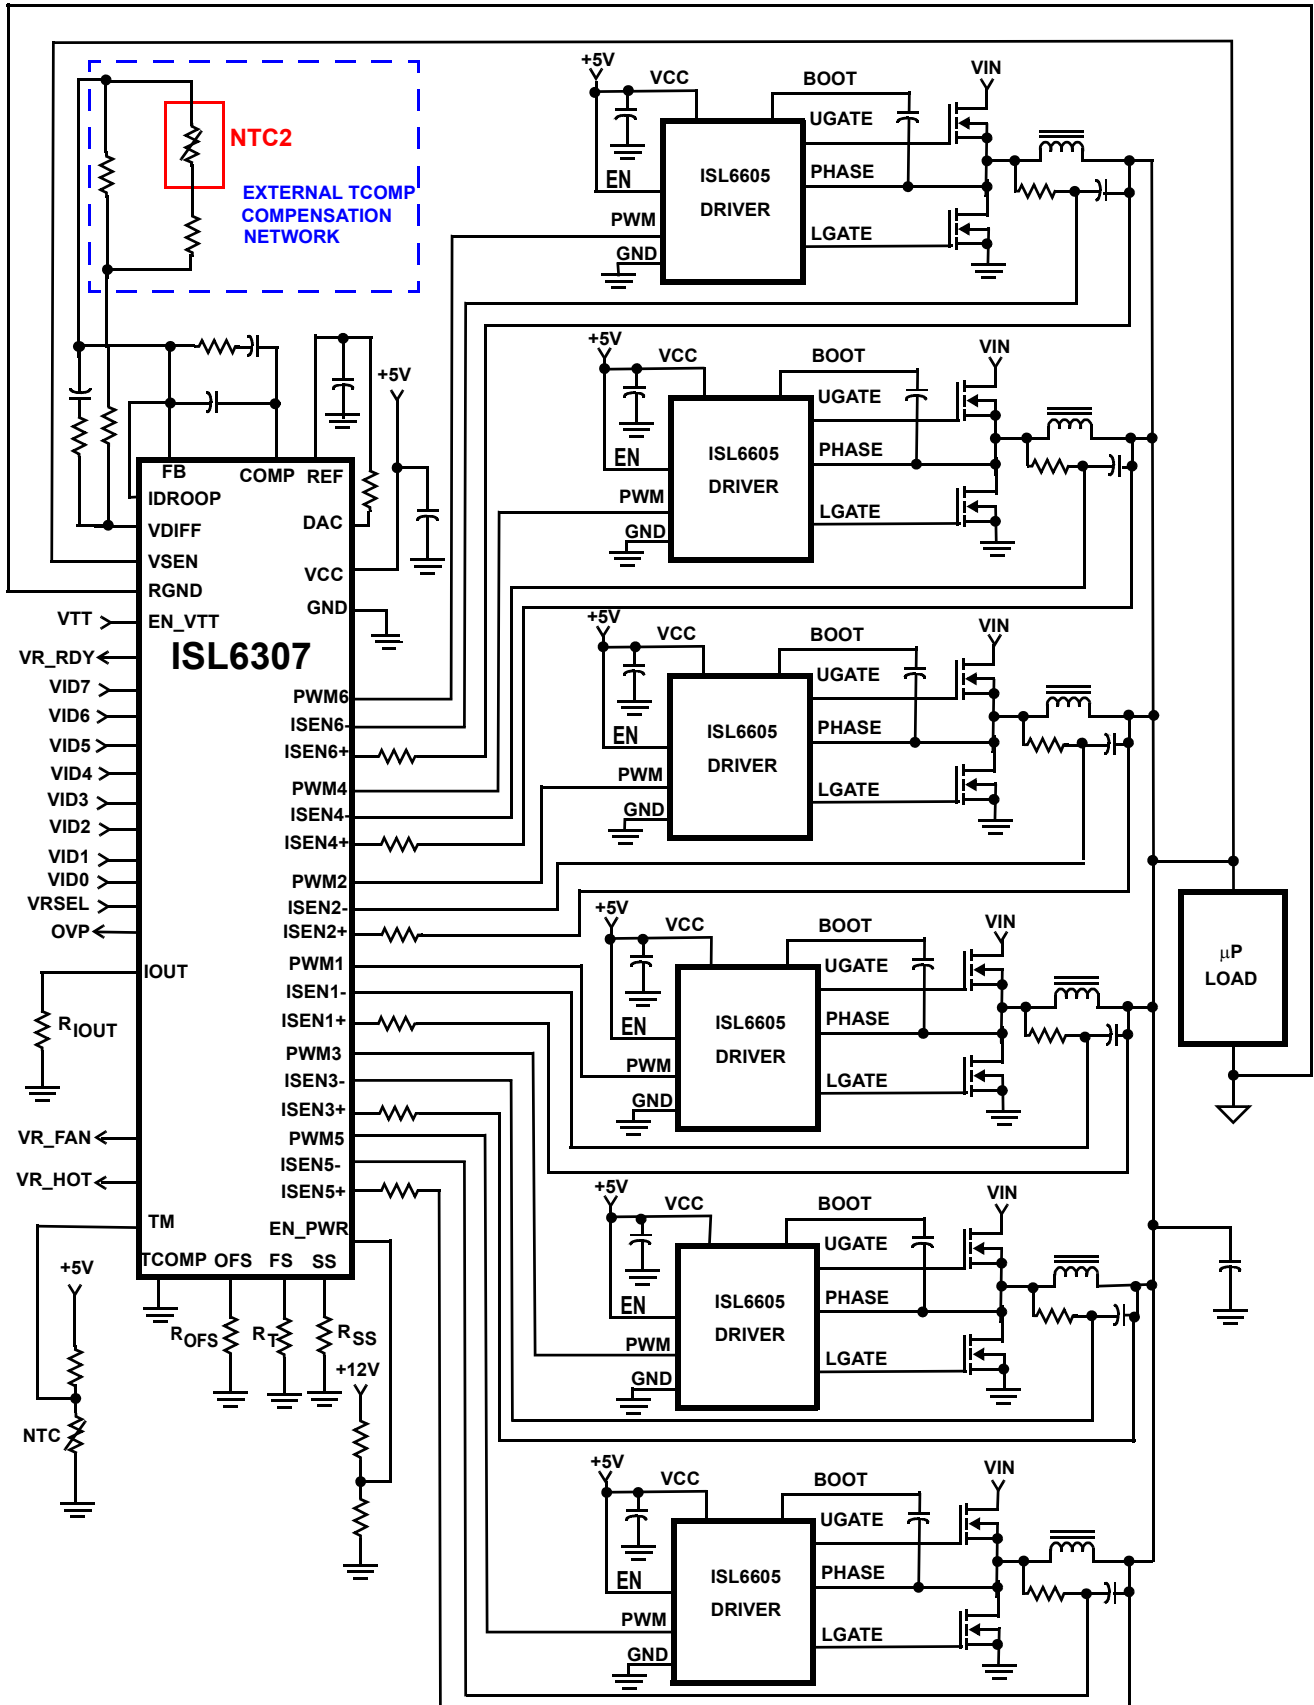 NTC2
EXTERNAL TCOMP
COMPENSATION
NETWORK
+5V
VCC
BOOT
VIN
UGATE
ISL6605
DRIVER
EN
PHASE
PWM
LGATE
GND
+5V
VCC
BOOT
VIN
UGATE
ISL6605
DRIVER
EN
PHASE
PWM
LGATE
GND
+5V
VCC
BOOT
VIN
UGATE
ISL6605
DRIVER
EN
PHASE
PWM
LGATE
GND
+5V
VCC
BOOT
VIN
UGATE
ISL6605
DRIVER
EN
PHASE
PWM
LGATE
GND
+5V
VCC
BOOT
VIN
UGATE
ISL6605
DRIVER
EN
PHASE
PWM
LGATE
GND
+5V
VCC
BOOT
VIN
UGATE
ISL6605
DRIVER
EN
PHASE
PWM
LGATE
GND
+5V
FB
COMP
REF
IDROOP
DAC
VDIFF
VSEN
VCC
RGND
GND
VTT
EN_VTT
ISL6307
VR_RDY
VID7
VID6
VID5
VID4
VID3
VID2
VID1
VID0
VRSEL
OVP
PWM6
ISEN6-
ISEN6+
PWM4
ISEN4-
ISEN4+
PWM2
ISEN2-
ISEN2+
PWM1
ISEN1-
ISEN1+
PWM3
ISEN3-
ISEN3+
PWM5
ISEN5-
ISEN5+
IOUT
RIOUT
VR_FAN
VR_HOT
TM
EN_PWR
TCOMP OFS FS SS
+5V
ROFS
RT
RSS
+12V
NTC
µP
LOAD